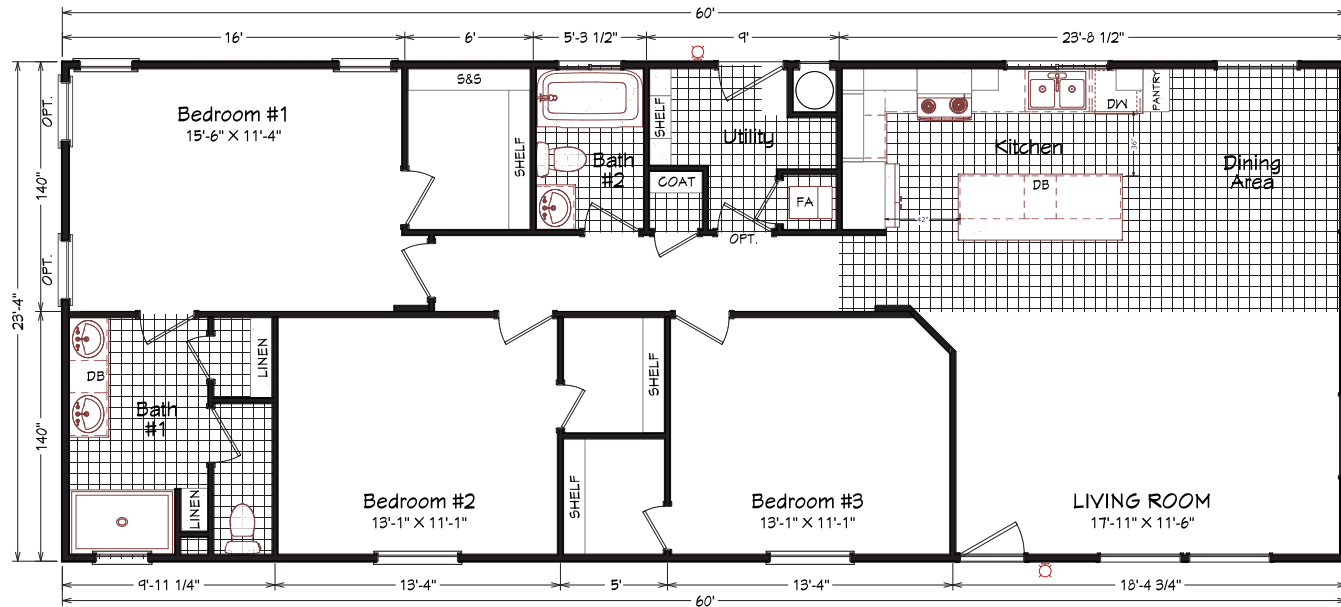 60'
16'
6'
5'-3 1/2"
9'
23'-8 1/2"
S&S
OPT.
Bedroom #1
15'-6" X 11'-4"
SHELF
SHELF
Bath
#2
Utility
COAT
FA
OPT.
Kitchen
DW
PANTRY
36"
DB
42"
Dining
Area
140"
OPT.
23'-4"
140"
DB
Bath
#1
LINEN
LINEN
SHELF
SHELF
Bedroom #2
13'-1" X 11'-1"
Bedroom #3
13'-1" X 11'-1"
LIVING ROOM
17'-11" X 11'-6"
9'-11 1/4"
13'-4"
5'
13'-4"
18'-4 3/4"
60'